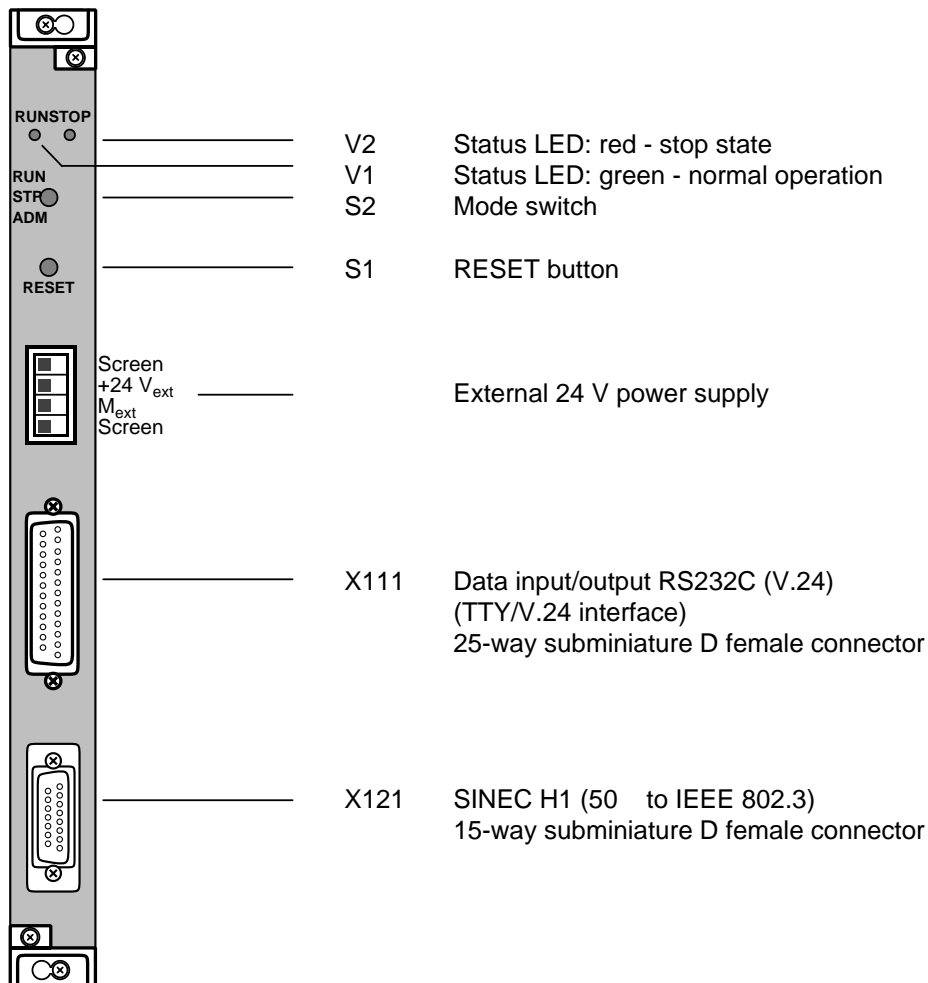 RUNSTOP
V2 Status LED: red - stop state
V1 Status LED: green - normal operation
RUN
STP
S2 Mode switch
ADM
S1 RESET button
RESET
Screen
+24 Vext
External 24 V power supply
Mext
Screen
X111 Data input/output RS232C (V.24)
(TTY/V.24 interface)
25-way subminiature D female connector
X121 SINEC H1 (50 to IEEE 802.3)
15-way subminiature D female connector